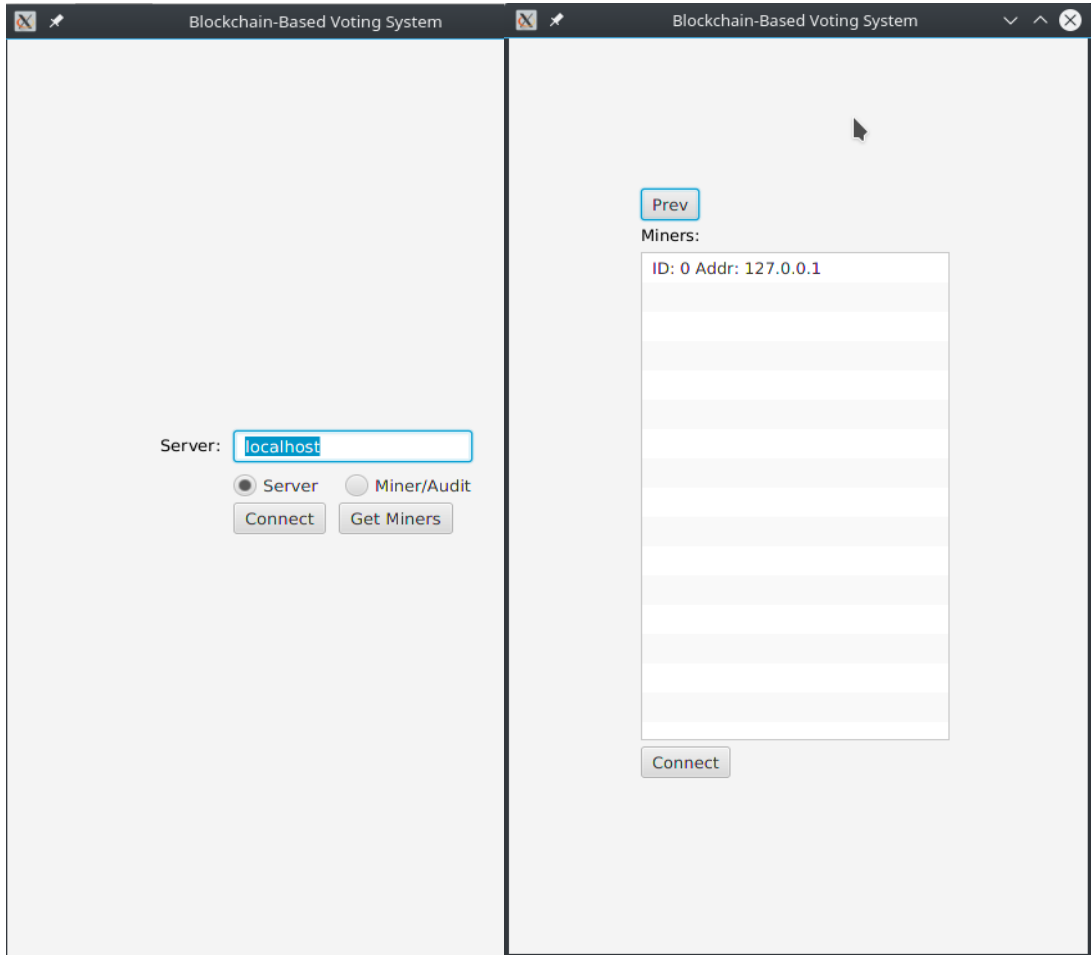 Blockchain-Based Voting System
Server: localhost
Server Miner/Audit
Connect Get Miners
Blockchain-Based Voting System
Prev
Miners:
ID: 0 Addr: 127.0.0.1
Connect